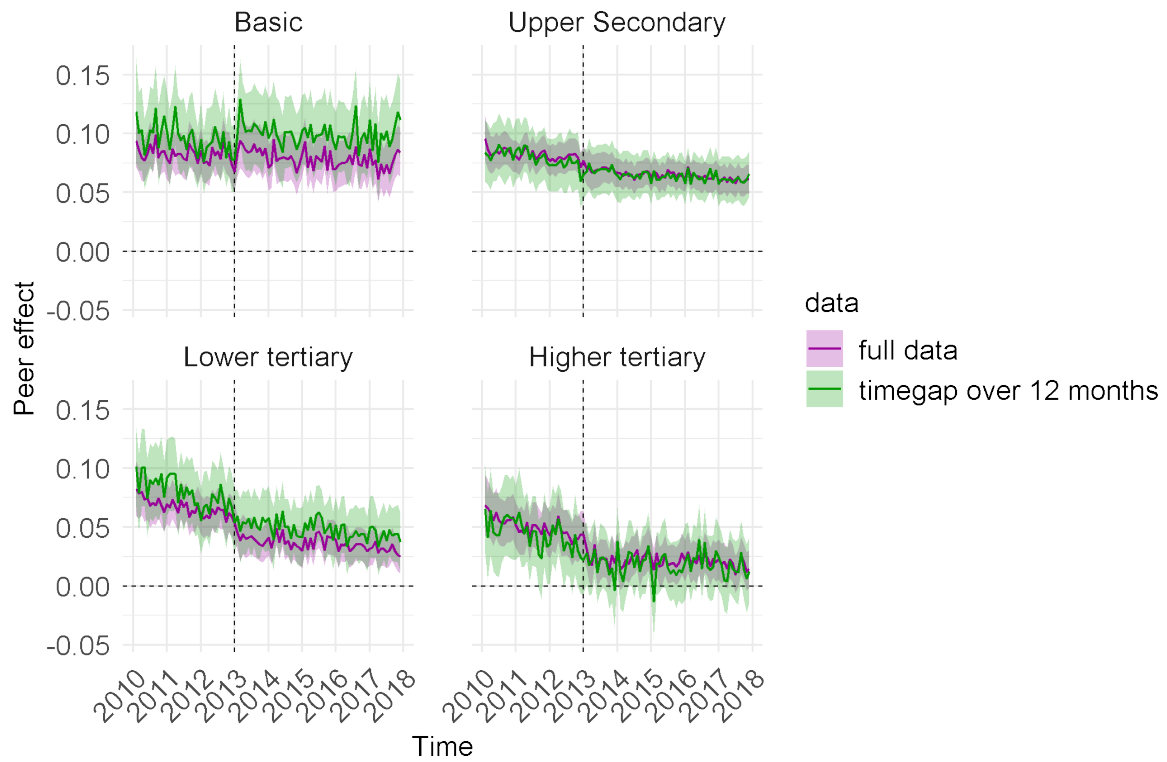 Basic
Upper Secondary
0.15
0.10
0.05
0.00
-0.05
Peer effect
Lower tertiary
Higher tertiary
0.15
0.10
0.05
0.00
-0.05
2010 2011 2012 2013 2014 2015 2016 2017 2018
2010 2011 2012 2013 2014 2015 2016 2017 2018
Time
data
full data
timegap over 12 months